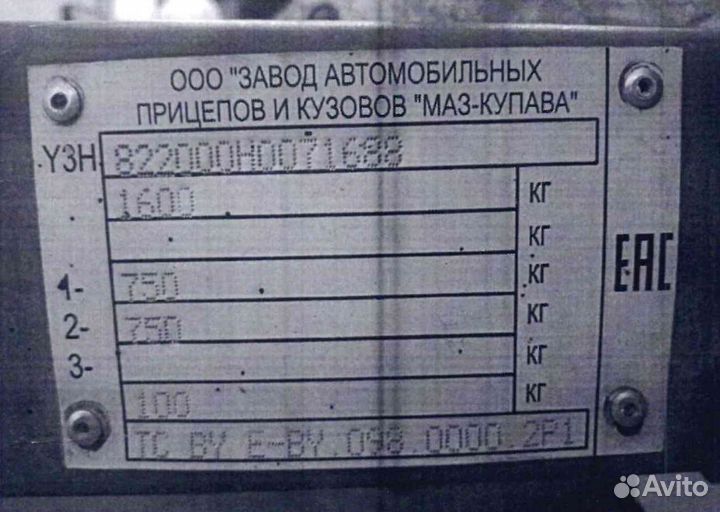 ООО "ЗАВОД АВТОМОБИЛЬНЫХ
ПРИЦЕПОВ И КУЗОВОВ "МАЗ-КУПАВА"
Y3H 822000H0071688
1600 КГ
КГ
1- 750 КГ
2- 750 КГ
3- КГ
100 КГ
TC BY E-BY.098.0000.2P1
ЕАС
Avito